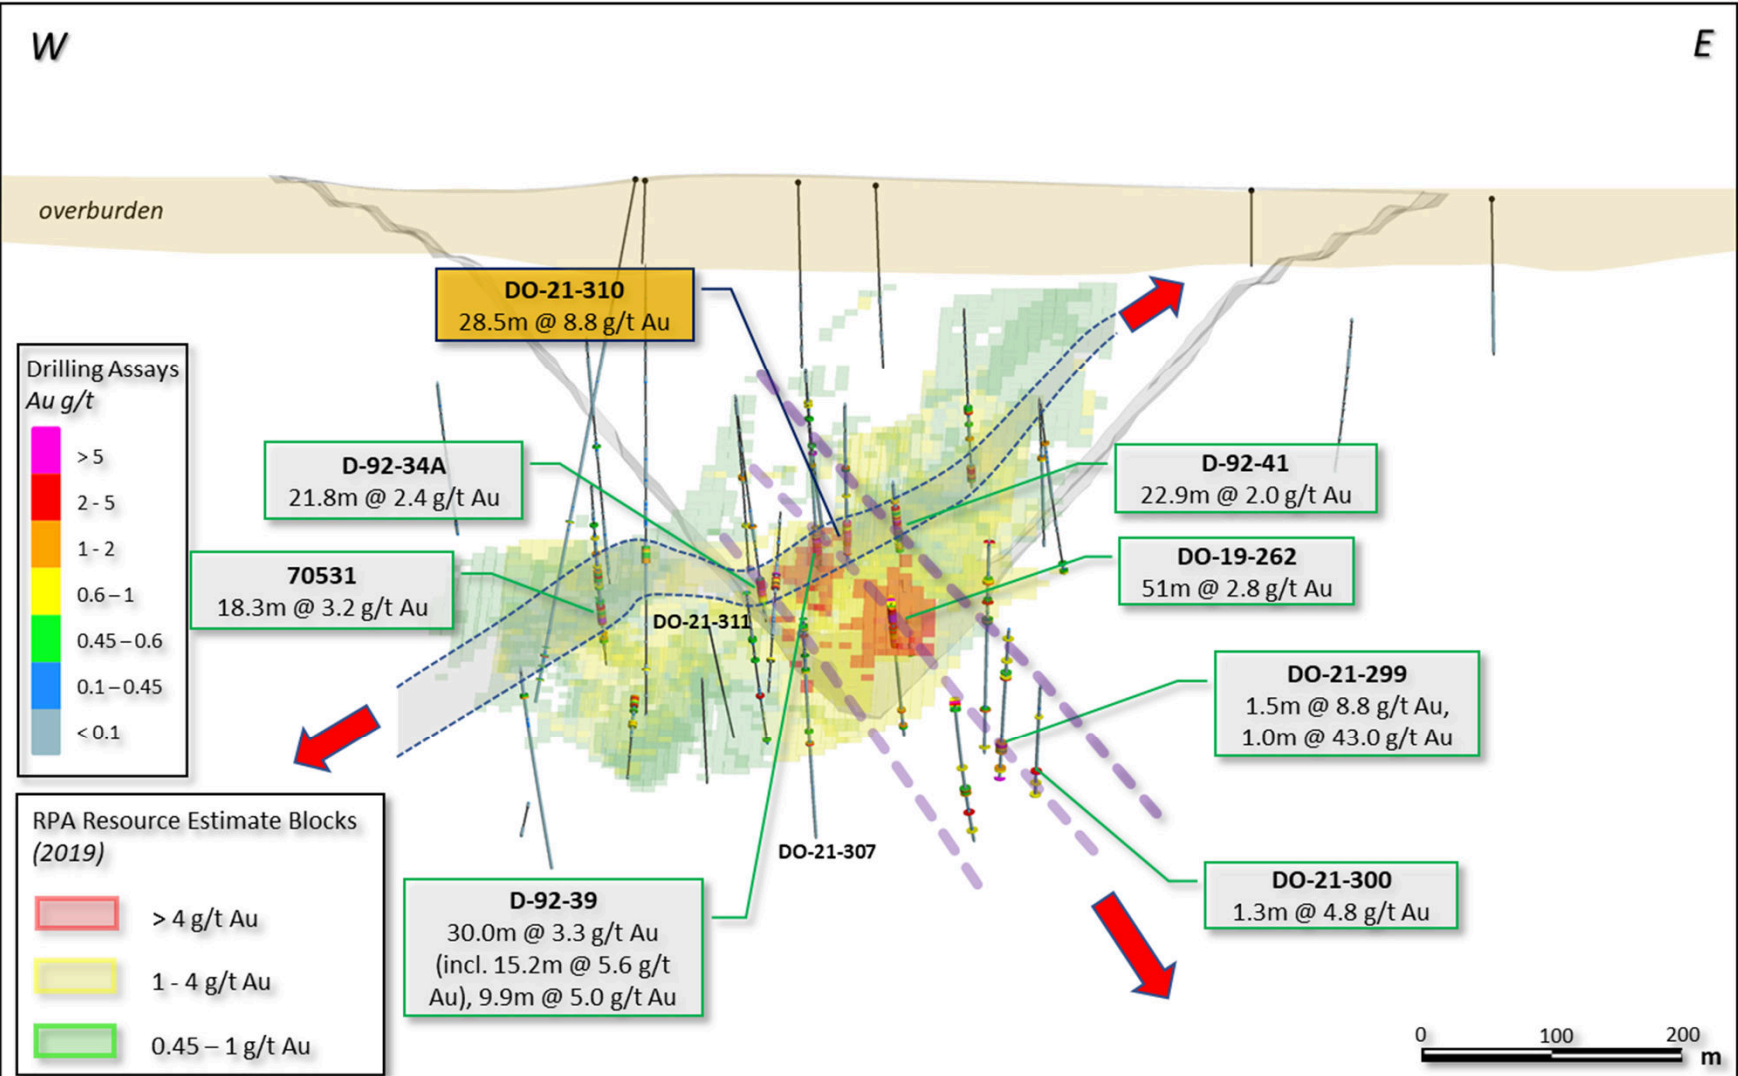 W
E
overburden
DO-21-310
28.5m @ 8.8 g/t Au
Drilling Assays
Au g/t
> 5
2 - 5
1 - 2
0.6 – 1
0.45 – 0.6
0.1 – 0.45
< 0.1
D-92-34A
21.8m @ 2.4 g/t Au
D-92-41
22.9m @ 2.0 g/t Au
70531
18.3m @ 3.2 g/t Au
DO-19-262
51m @ 2.8 g/t Au
DO-21-311
DO-21-299
1.5m @ 8.8 g/t Au,
1.0m @ 43.0 g/t Au
RPA Resource Estimate Blocks
(2019)
> 4 g/t Au
1 - 4 g/t Au
0.45 – 1 g/t Au
DO-21-307
D-92-39
30.0m @ 3.3 g/t Au
(incl. 15.2m @ 5.6 g/t
Au), 9.9m @ 5.0 g/t Au
DO-21-300
1.3m @ 4.8 g/t Au
0 100 200
m